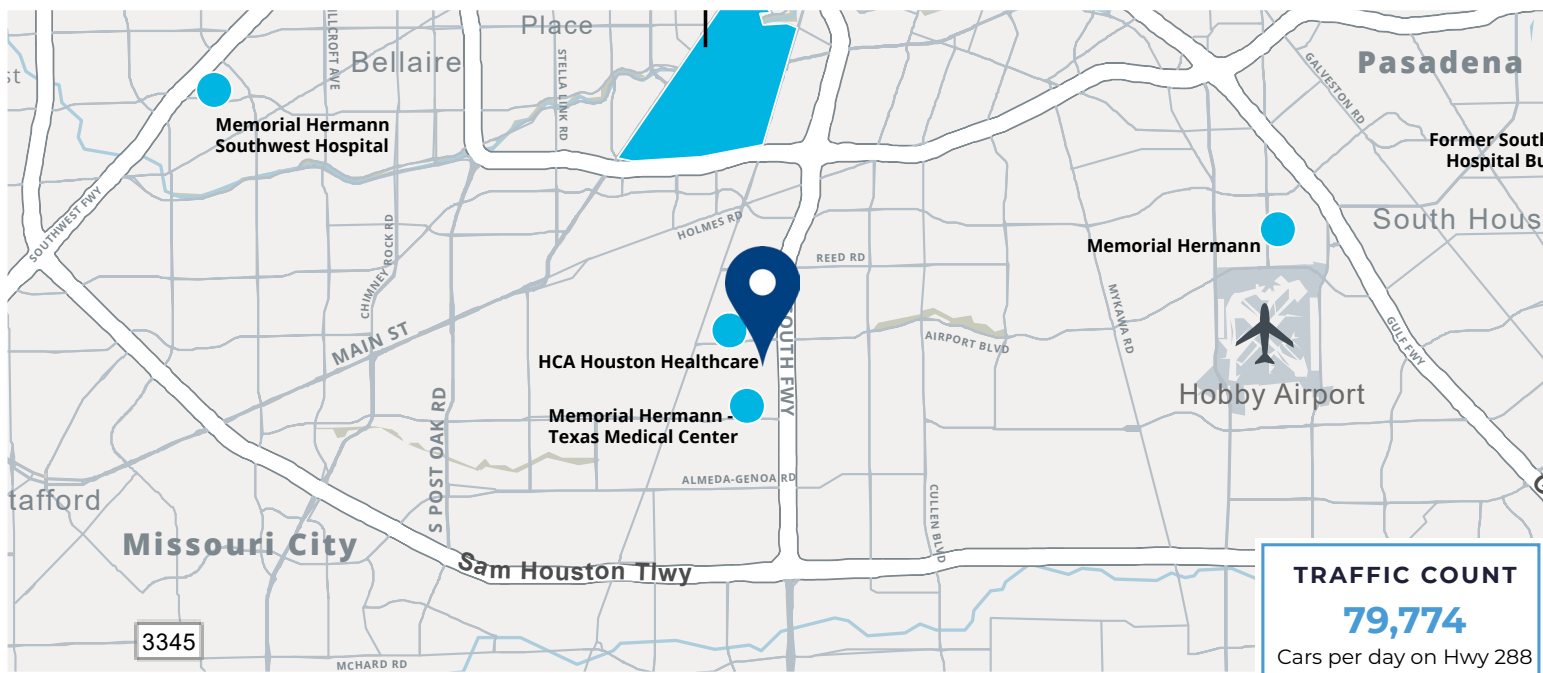 Place
Bellaire
LLCROFT AVE
STELLA LINK RD
Pasadena
GALVESTON RD
st
Memorial Hermann
Southwest Hospital
Former South
Hospital Bu
SOUTHWEST FWY
CHIMNEY ROCK RD
HOLMES RD
South Hous
Memorial Hermann
REED RD
MYKAWA RD
GULF FWY
MAIN ST
AIRPORT BLVD
HCA Houston Healthcare
OUTH FWY
Hobby Airport
S POST OAK RD
Memorial Hermann -
Texas Medical Center
ALMEDA-GENOA RD
CULLEN BLVD
tafford
G
Missouri City
Sam Houston Tlwy
3345
MCHARD RD
TRAFFIC COUNT
79,774
Cars per day on Hwy 288